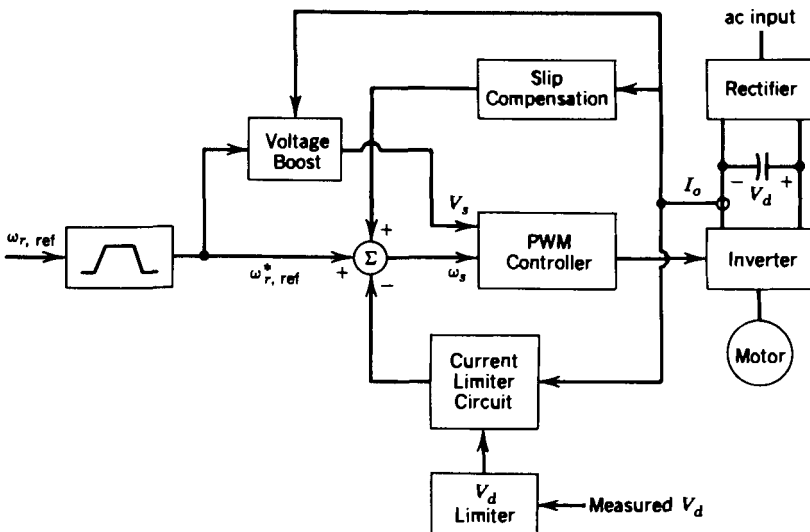 ac input
Slip
Compensation
Rectifier
Voltage
Boost
− V_d +
I_o
V_s
PWM
Controller
Inverter
ω_r, ref
ω*_r, ref
+
+
Σ
−
ω_s
Motor
Current
Limiter
Circuit
V_d
Limiter
Measured V_d